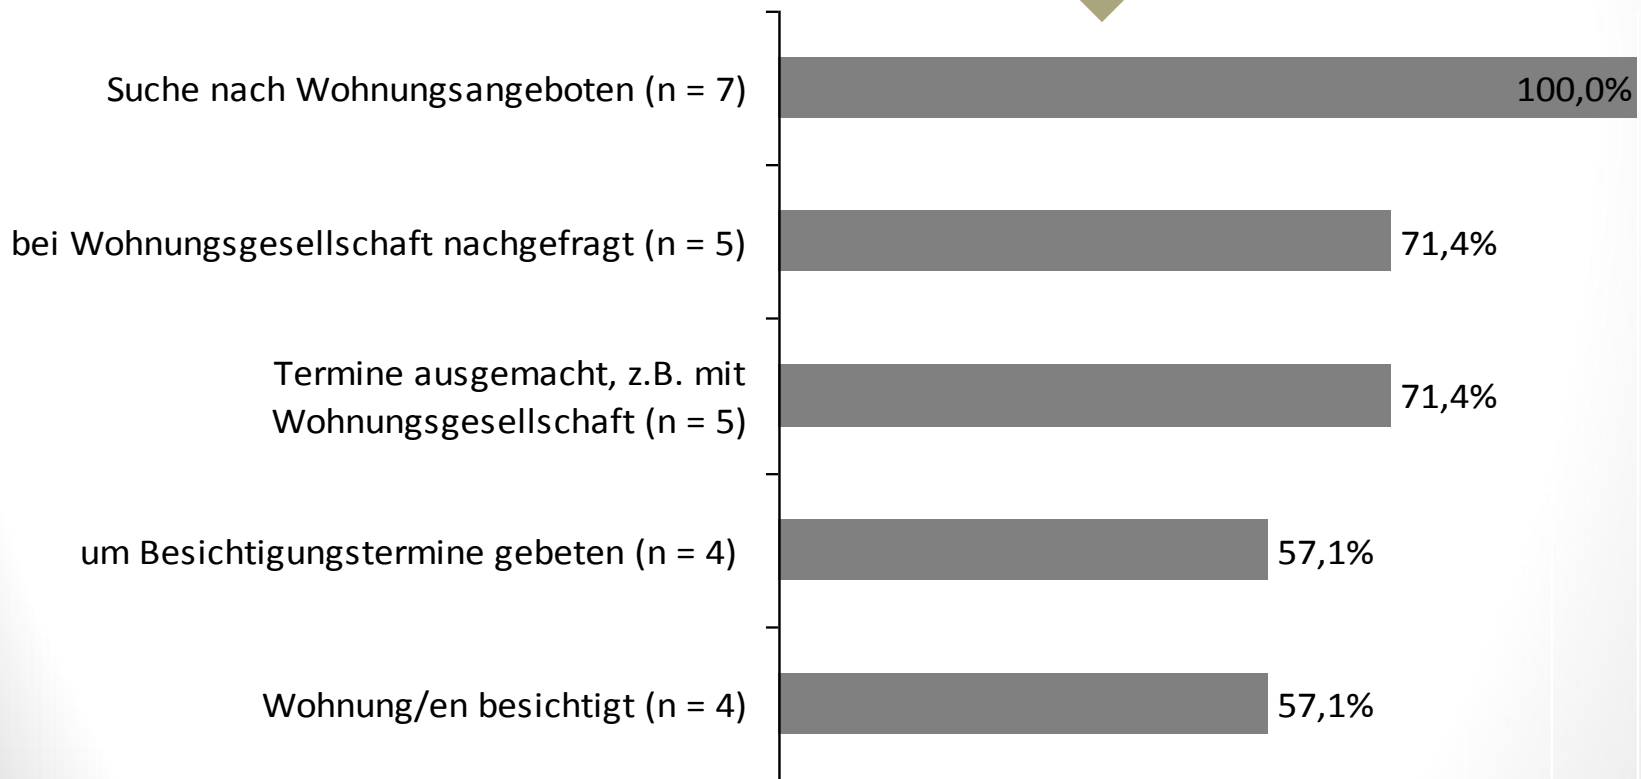 Suche nach Wohnungsangeboten (n = 7)
100,0%
bei Wohnungsgesellschaft nachgefragt (n = 5)
71,4%
Termine ausgemacht, z.B. mit
Wohnungsgesellschaft (n = 5)
71,4%
um Besichtigungstermine gebeten (n = 4)
57,1%
Wohnung/en besichtigt (n = 4)
57,1%